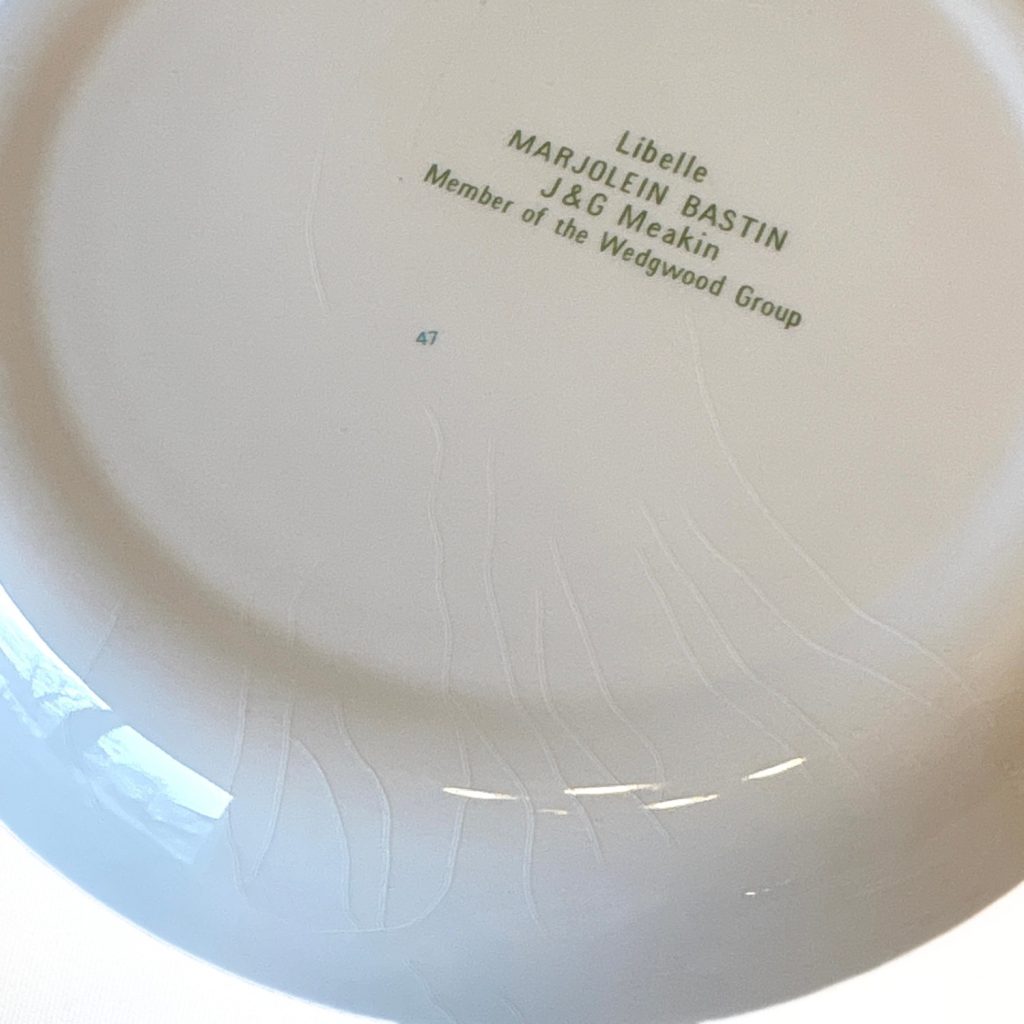 Libelle
MARJOLEIN BASTIN
J&G Meakin
Member of the Wedgwood Group
47